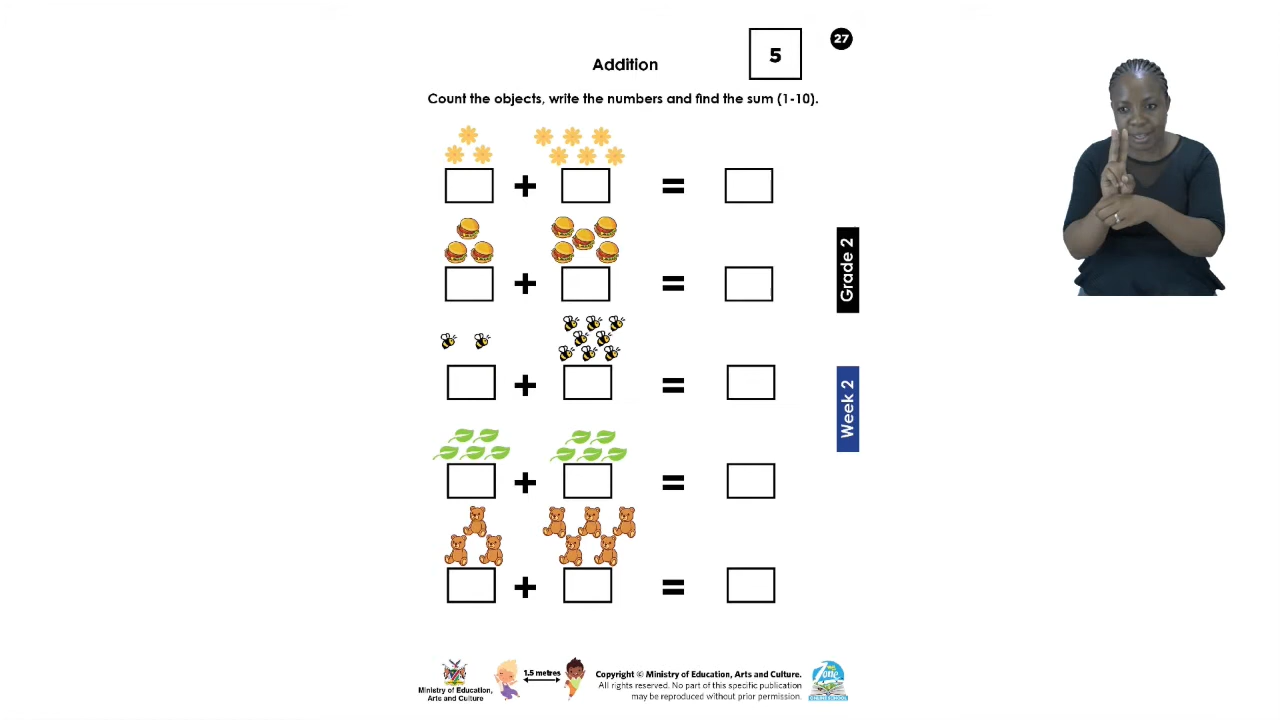 27
5
Addition
Count the objects, write the numbers and find the sum (1-10).
+ =
+ =
Grade 2
+ =
Week 2
+ =
+ =
Ministry of Education,
Arts and Culture
1.5 metres
Copyright © Ministry of Education, Arts and Culture.
All rights reserved. No part of this specific publication
may be reproduced without prior permission.
Zone